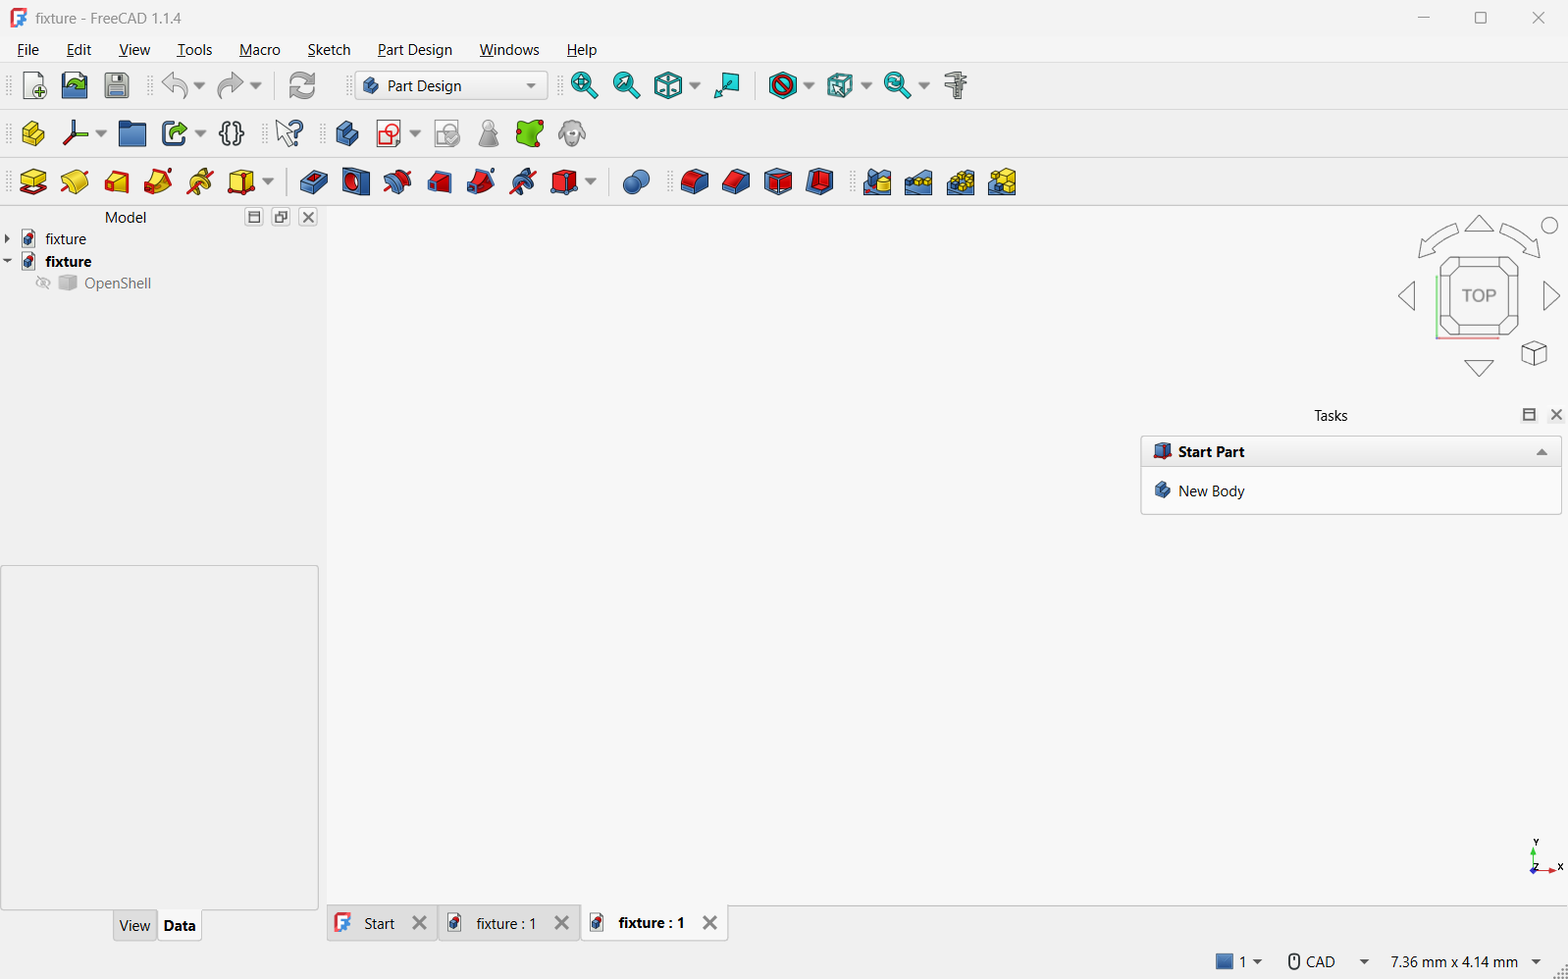 fixture - FreeCAD 1.1.4
File Edit View Tools Macro Sketch Part Design Windows Help
Part Design
Model
fixture
fixture
OpenShell
TOP
Tasks
Start Part
New Body
Y
Z X
View Data
Start fixture : 1 fixture : 1
1 CAD 7.36 mm x 4.14 mm